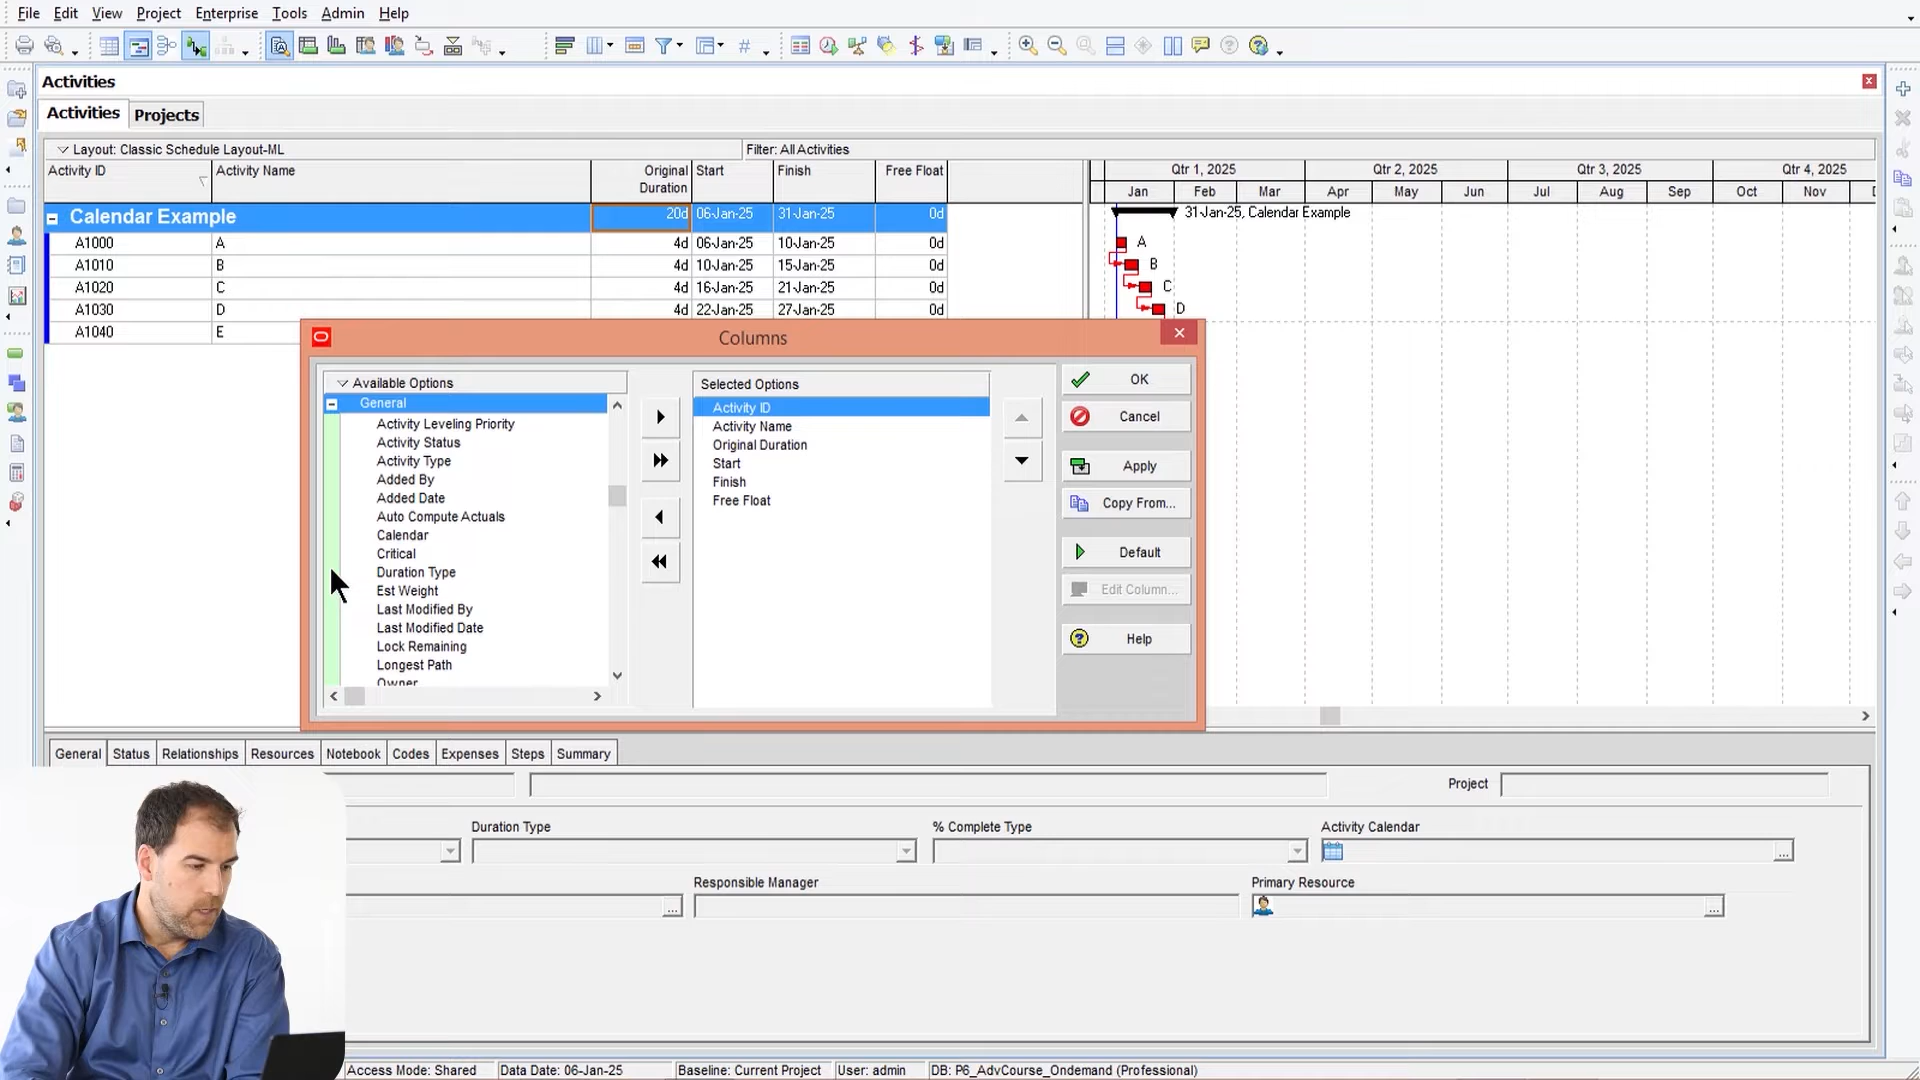 File Edit View Project Enterprise Tools Admin Help
Activities
Activities Projects
Layout: Classic Schedule Layout-ML Filter: All Activities
Activity ID Activity Name Original Duration Start Finish Free Float Qtr 1, 2025 Qtr 2, 2025 Qtr 3, 2025 Qtr 4, 2025
Jan Feb Mar Apr May Jun Jul Aug Sep Oct Nov D
Calendar Example 20d 06-Jan-25 31-Jan-25 0d 31-Jan-25, Calendar Example
A1000 A 4d 06-Jan-25 10-Jan-25 0d A
A1010 B 4d 10-Jan-25 15-Jan-25 0d B
A1020 C 4d 16-Jan-25 21-Jan-25 0d C
A1030 D 4d 22-Jan-25 27-Jan-25 0d D
A1040 E
Columns
Available Options
General
Activity Leveling Priority
Activity Status
Activity Type
Added By
Added Date
Auto Compute Actuals
Calendar
Critical
Duration Type
Est Weight
Last Modified By
Last Modified Date
Lock Remaining
Longest Path
Owner
Selected Options
Activity ID
Activity Name
Original Duration
Start
Finish
Free Float
OK
Cancel
Apply
Copy From...
Default
Edit Column...
Help
General Status Relationships Resources Notebook Codes Expenses Steps Summary
Project
Duration Type % Complete Type Activity Calendar
Responsible Manager Primary Resource
Access Mode: Shared Data Date: 06-Jan-25 Baseline: Current Project User: admin DB: P6_AdvCourse_Ondemand (Professional)